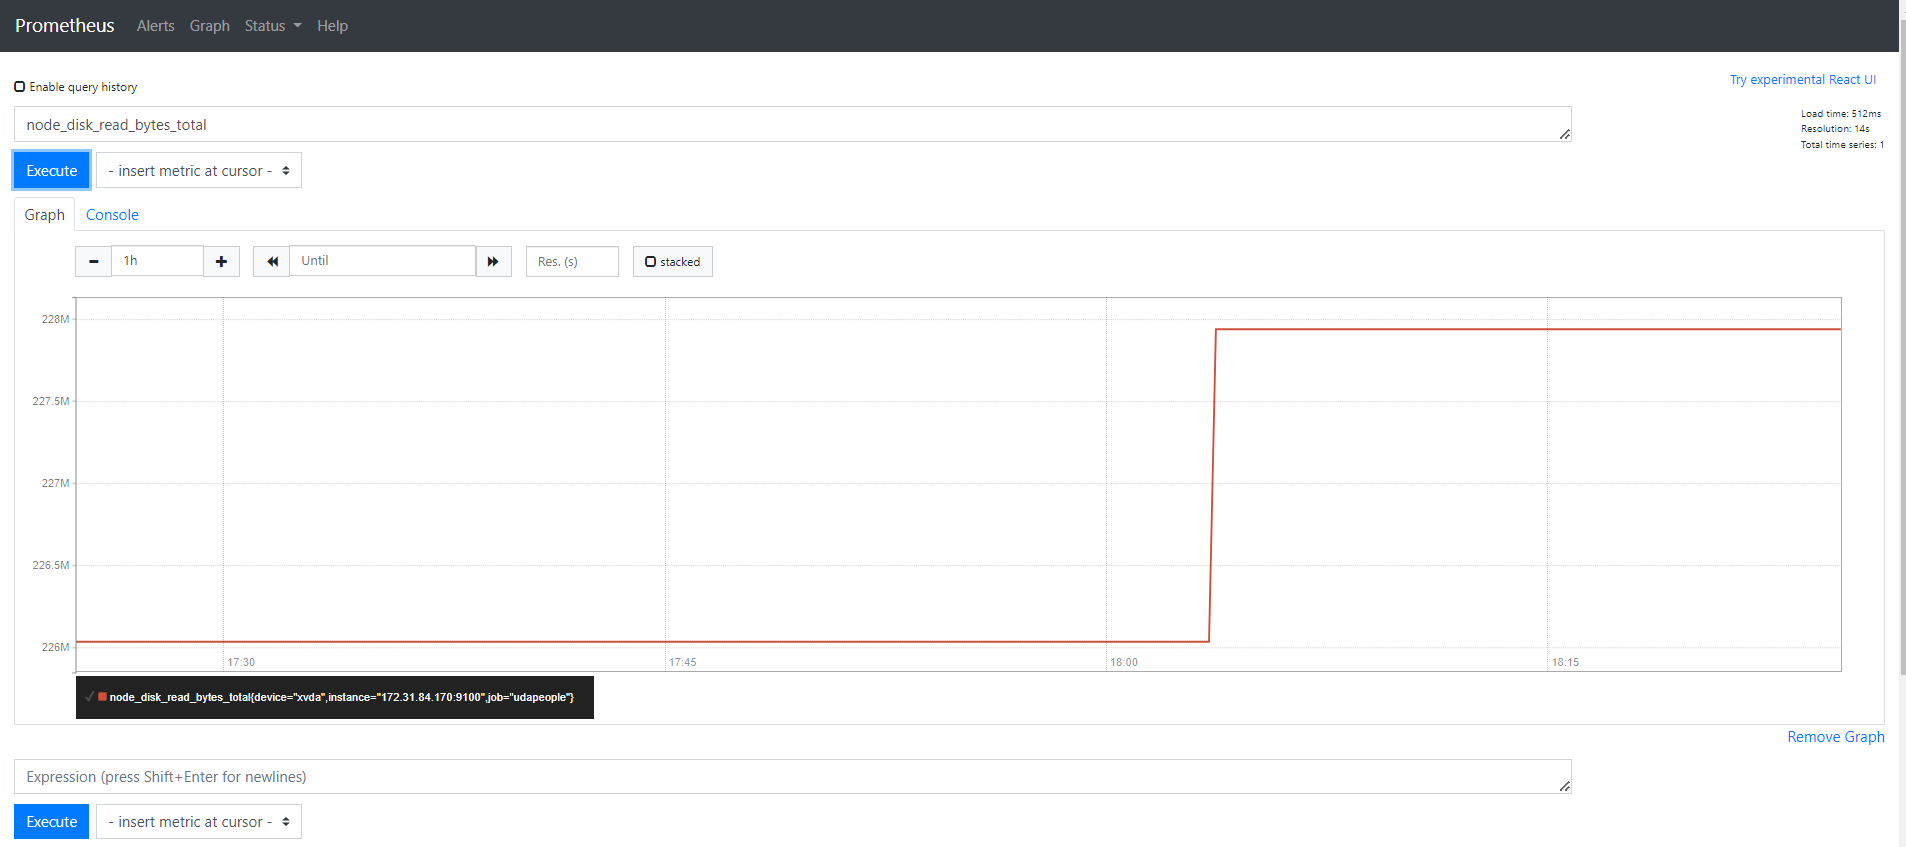 Prometheus Alerts Graph Status Help
Enable query history
Try experimental React UI
node_disk_read_bytes_total
Load time: 512ms
Resolution: 14s
Total time series: 1
Execute - insert metric at cursor -
Graph Console
1h Until Res. (s) stacked
228M
227.5M
227M
226.5M
226M
17:30 17:45 18:00 18:15
node_disk_read_bytes_total{device="xvda",instance="172.31.84.170:9100",job="udapeople"}
Remove Graph
Expression (press Shift+Enter for newlines)
Execute - insert metric at cursor -